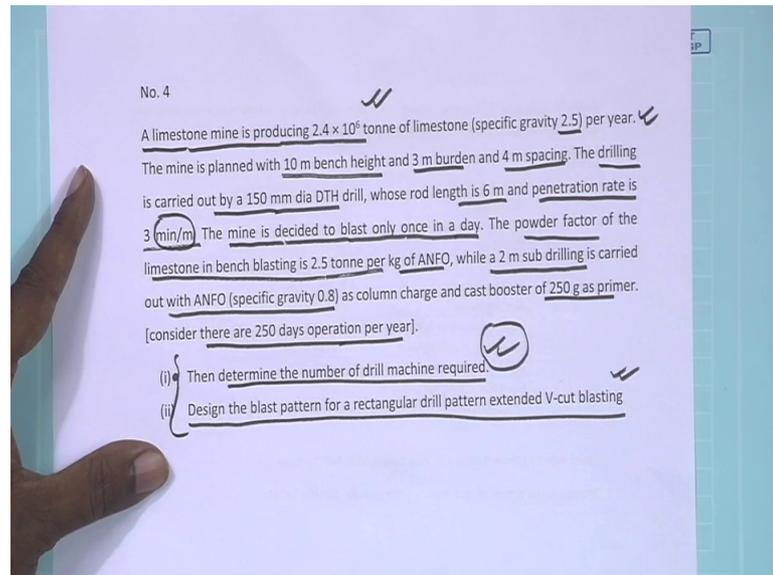 No. 4
A limestone mine is producing 2.4 × 10⁶ tonne of limestone (specific gravity 2.5) per year.
The mine is planned with 10 m bench height and 3 m burden and 4 m spacing. The drilling
is carried out by a 150 mm dia DTH drill, whose rod length is 6 m and penetration rate is
3 min/m. The mine is decided to blast only once in a day. The powder factor of the
limestone in bench blasting is 2.5 tonne per kg of ANFO, while a 2 m sub drilling is carried
out with ANFO (specific gravity 0.8) as column charge and cast booster of 250 g as primer.
[consider there are 250 days operation per year].
(i) Then determine the number of drill machine required.
(ii) Design the blast pattern for a rectangular drill pattern extended V-cut blasting